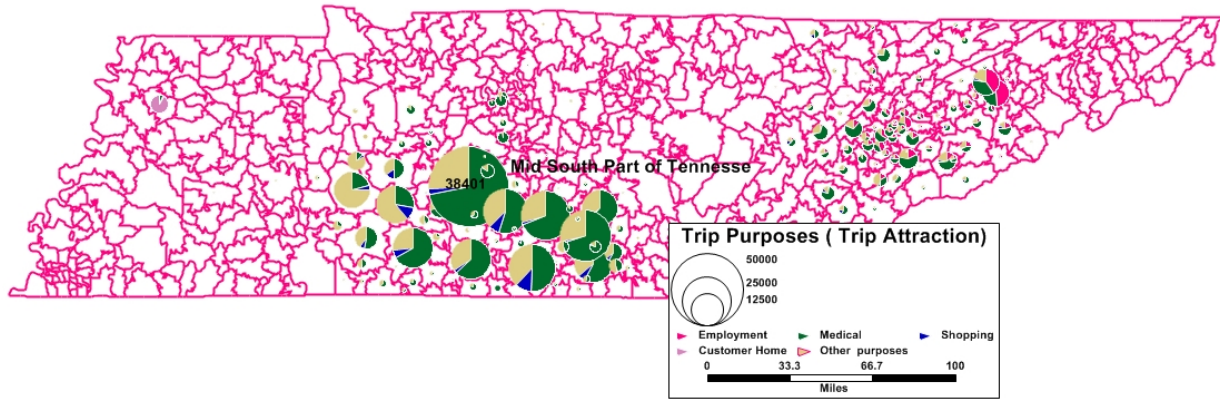 Mid South Part of Tennesse
38401
Trip Purposes ( Trip Attraction)
50000
25000
12500
Employment Medical Shopping
Customer Home Other purposes
0 33.3 66.7 100
Miles